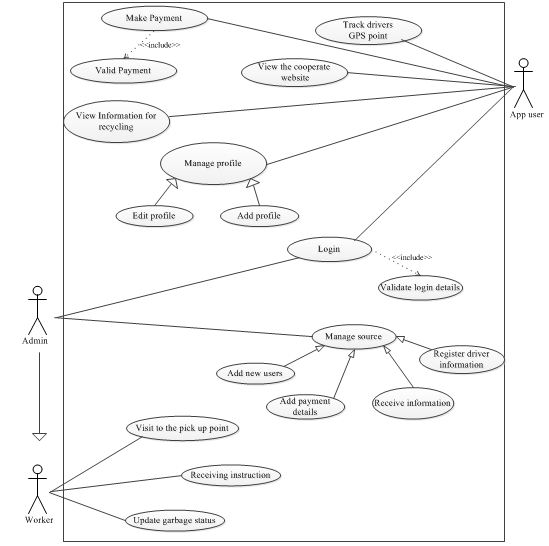 Make Payment
Track drivers
GPS point
<<include>>
Valid Payment
View the cooperate
website
App user
View Information for
recycling
Manage profile
Edit profile
Add profile
Login
<<include>>
Validate login details
Admin
Manage source
Register driver
information
Add new users
Add payment
details
Receive information
Visit to the pick up point
Receiving instruction
Worker
Update garbage status